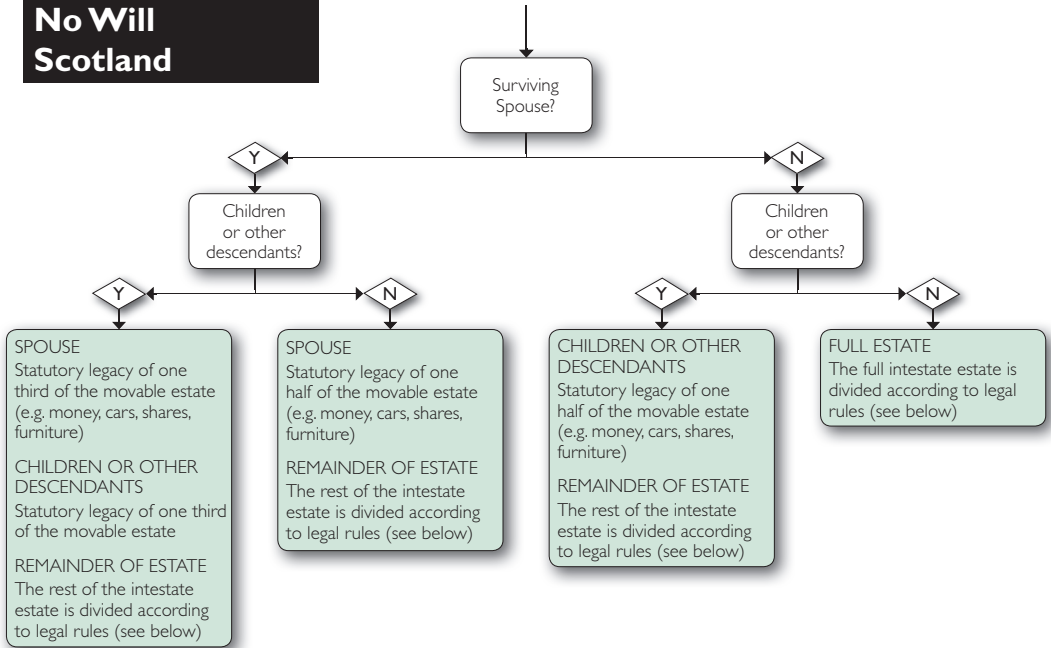 No Will
Scotland
Surviving
Spouse?
Y
N
Children
or other
descendants?
Children
or other
descendants?
Y
N
Y
N
SPOUSE
Statutory legacy of one
third of the movable estate
(e.g. money, cars, shares,
furniture)
CHILDREN OR OTHER
DESCENDANTS
Statutory legacy of one third
of the movable estate
REMAINDER OF ESTATE
The rest of the intestate
estate is divided according
to legal rules (see below)
SPOUSE
Statutory legacy of one
half of the movable estate
(e.g. money, cars, shares,
furniture)
REMAINDER OF ESTATE
The rest of the intestate
estate is divided according
to legal rules (see below)
CHILDREN OR OTHER
DESCENDANTS
Statutory legacy of one
half of the movable estate
(e.g. money, cars, shares,
furniture)
REMAINDER OF ESTATE
The rest of the intestate
estate is divided according
to legal rules (see below)
FULL ESTATE
The full intestate estate is
divided according to legal
rules (see below)